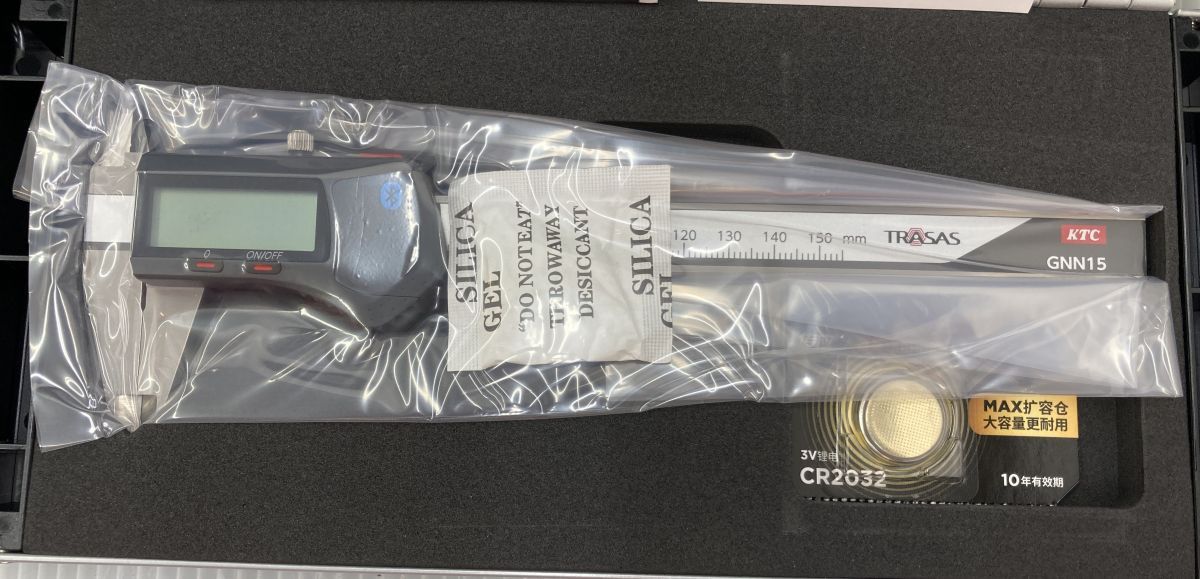 0
ON/OFF
SILICA
GEL
"DO NOT EAT"
TEROWAWAY
DESICCANT
SILICA
GEL
120 130 140 150 mm
TRASAS
KTC
GNN15
MAX扩容仓
大容量更耐用
3V锂电
CR2032
10年有效期